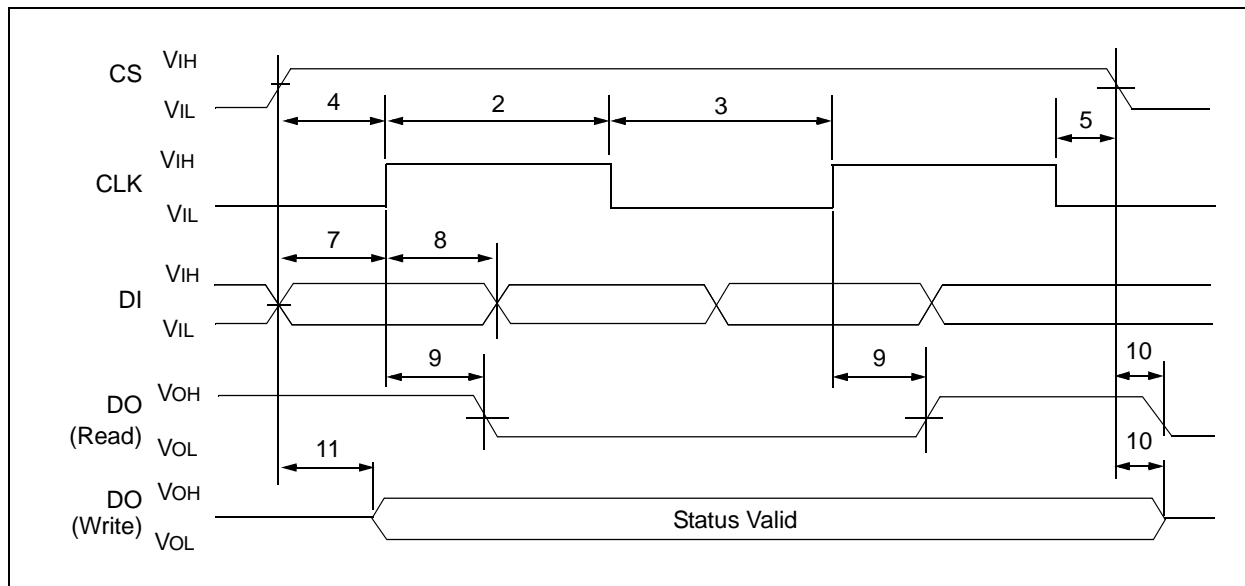 CS
VIH
VIL
4
2
3
5
CLK
VIH
VIL
7
8
DI
VIH
VIL
9
9
10
DO
(Read)
VOH
VOL
11
10
DO
(Write)
VOH
VOL
Status Valid